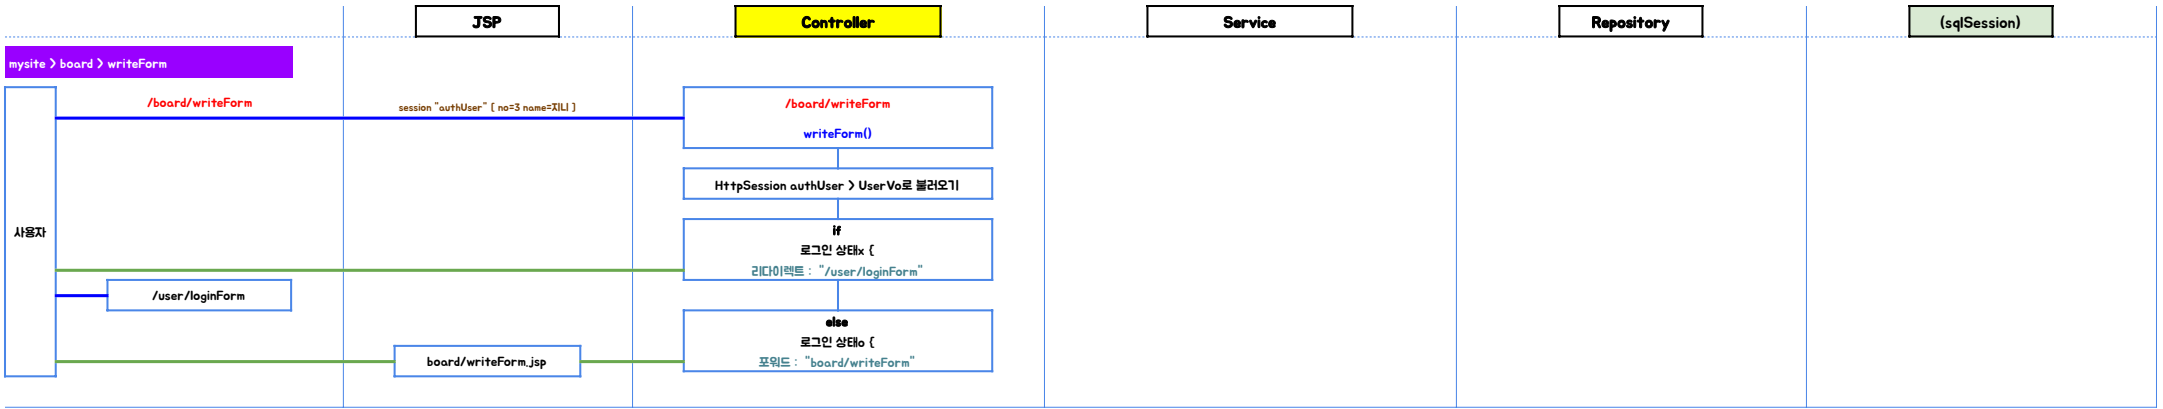 JSP
Controller
Service
Repository
(sqlSession)
mysite > board > writeForm
사용자
/board/writeForm
session "authUser" [ no=3 name=지니 ]
/board/writeForm
writeForm()
HttpSession authUser > UserVo로 불러오기
if
로그인 상태x {
리다이렉트 : "/user/loginForm"
/user/loginForm
else
로그인 상태o {
포워드 : "board/writeForm"
board/writeForm.jsp